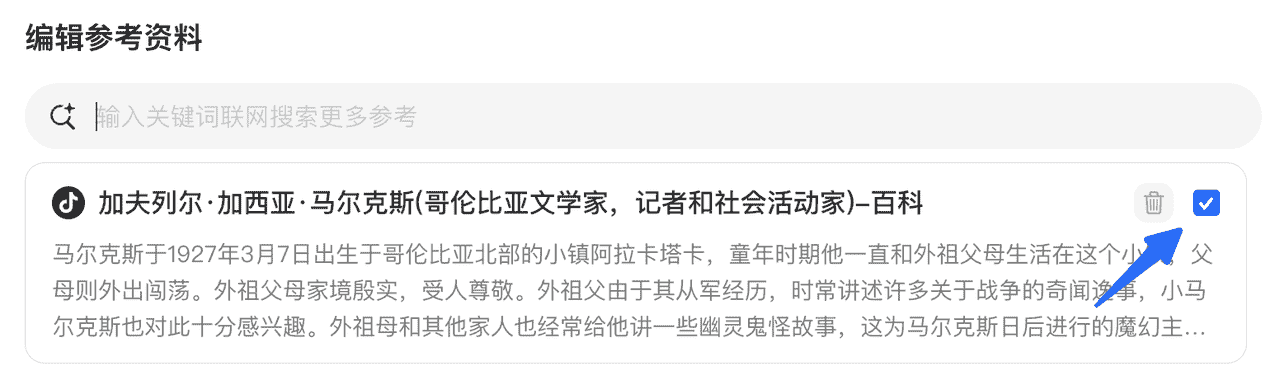 编辑参考资料
输入关键词联网搜索更多参考
加夫列尔·加西亚·马尔克斯(哥伦比亚文学家，记者和社会活动家)-百科
马尔克斯于1927年3月7日出生于哥伦比亚北部的小镇阿拉卡塔卡，童年时期他一直和外祖父母生活在这个小，父
母则外出闯荡。外祖父母家境殷实，受人尊敬。外祖父由于其从军经历，时常讲述许多关于战争的奇闻逸事，小马
尔克斯也对此十分感兴趣。外祖母和其他家人也经常给他讲一些幽灵鬼怪故事，这为马尔克斯日后进行的魔幻主...